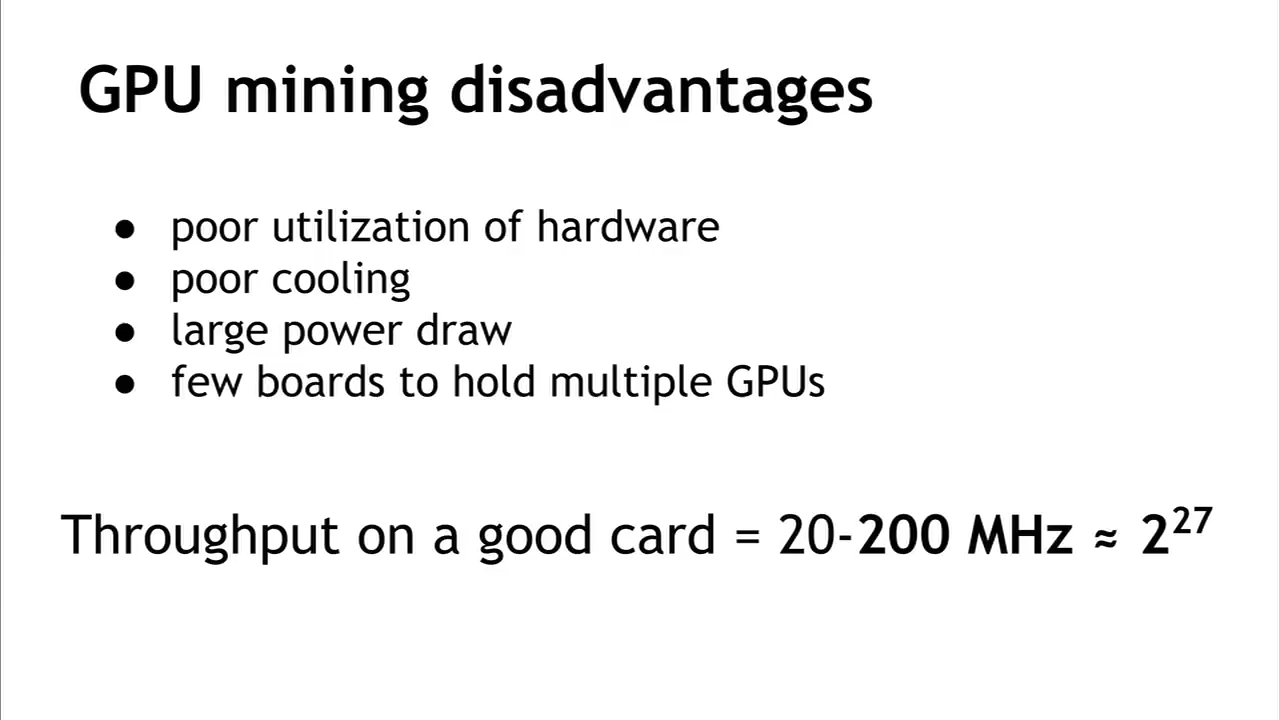 GPU mining disadvantages
● poor utilization of hardware
● poor cooling
● large power draw
● few boards to hold multiple GPUs
Throughput on a good card = 20-200 MHz ≈ 2²⁷